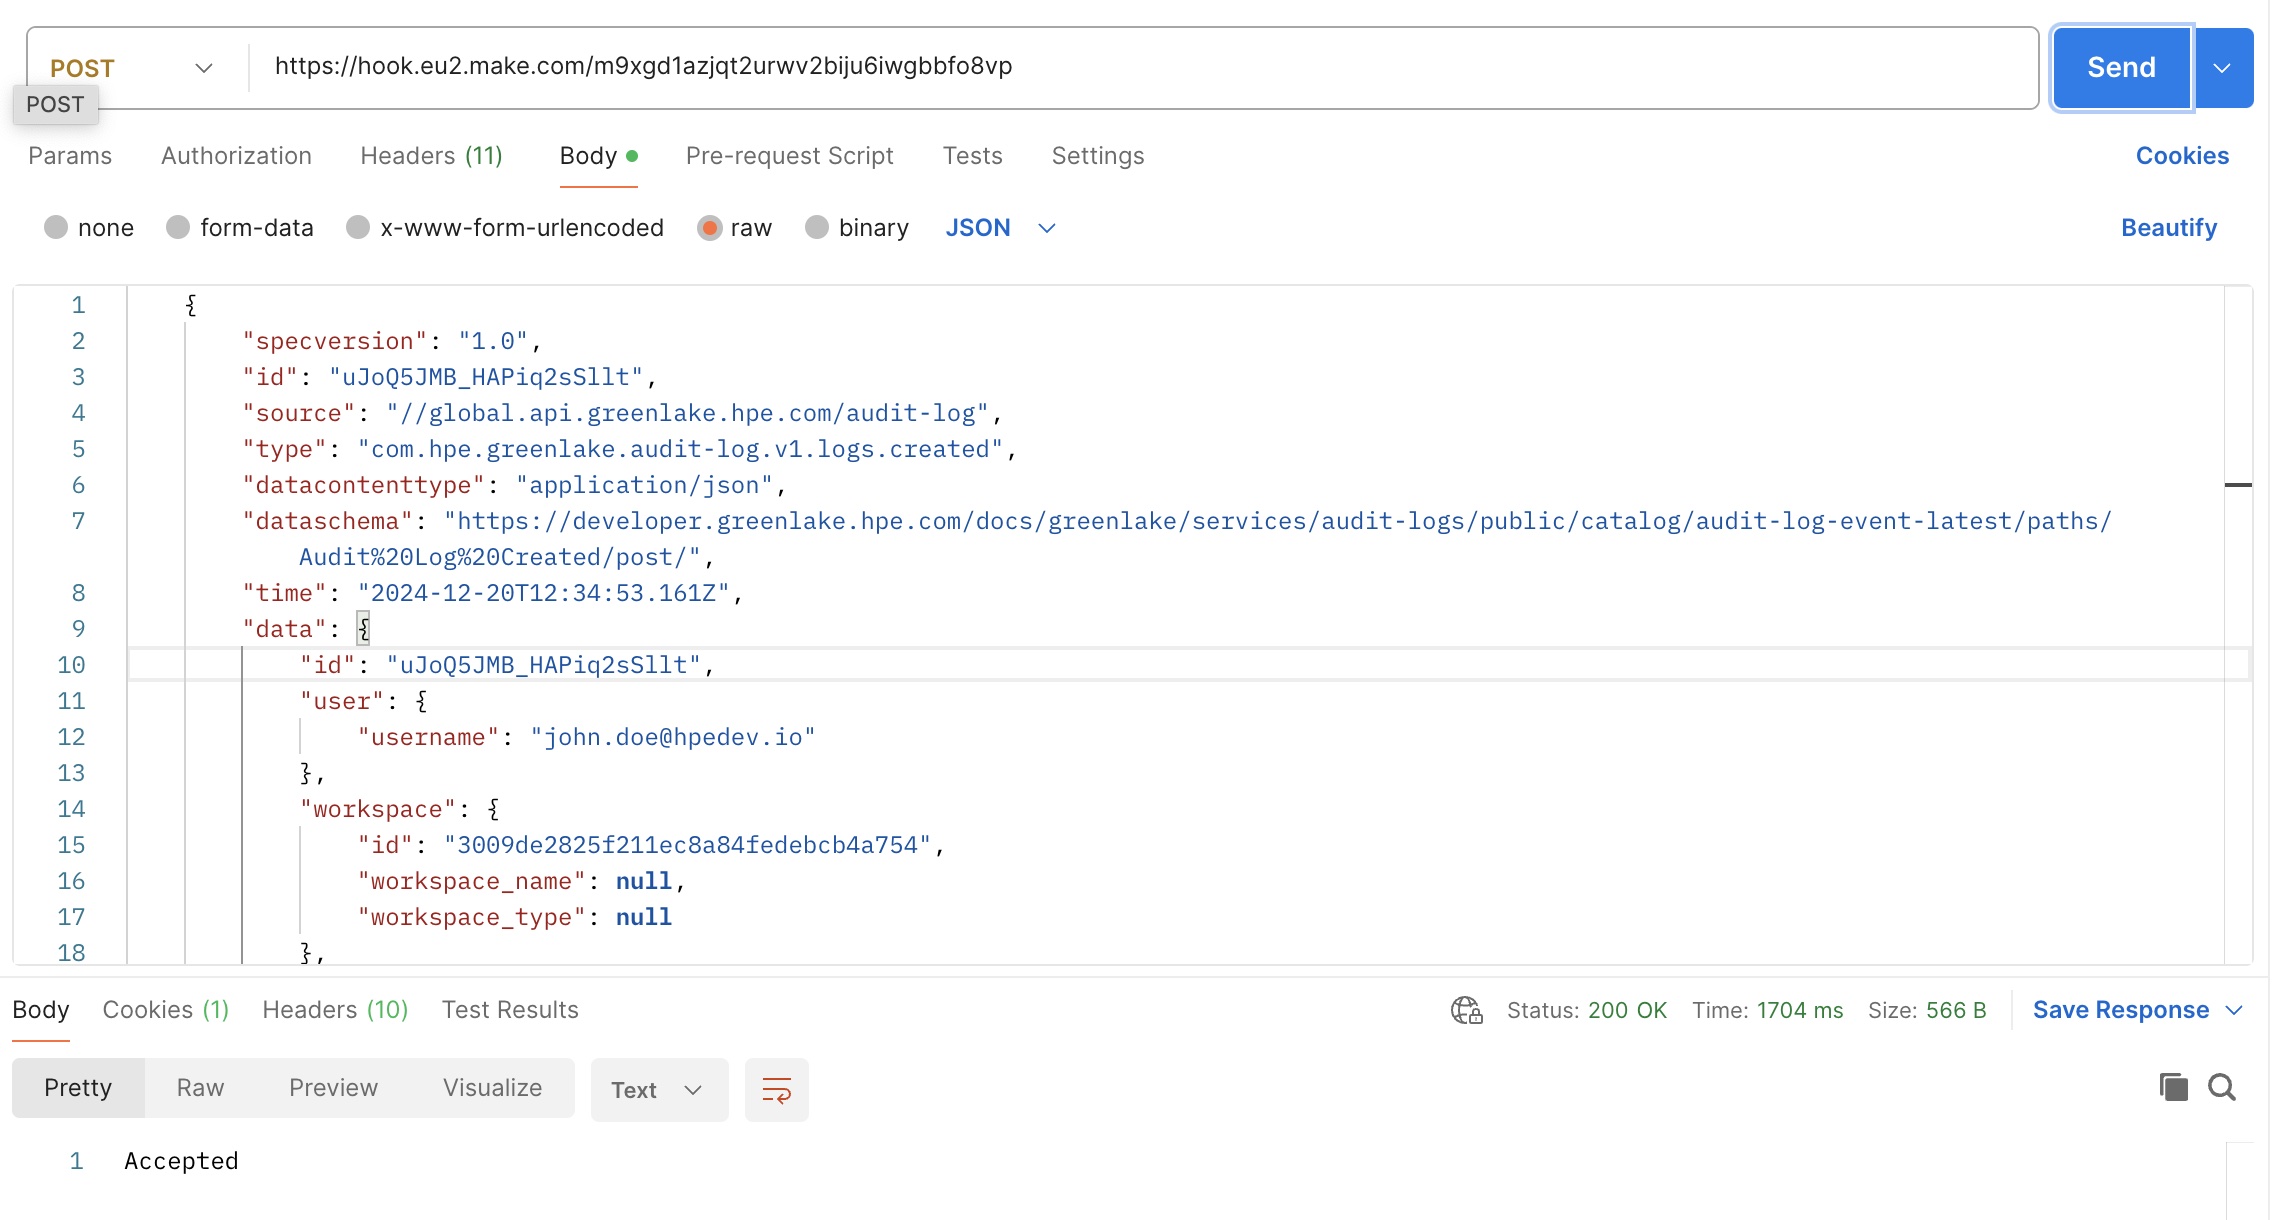 POST
https://hook.eu2.make.com/m9xgd1azjqt2urwv2biju6iwgbbfo8vp
Send
POST
Params Authorization Headers (11) Body Pre-request Script Tests Settings Cookies
none form-data x-www-form-urlencoded raw binary JSON Beautify
1 {
2 "specversion": "1.0",
3 "id": "uJoQ5JMB_HAPiq2sSllt",
4 "source": "//global.api.greenlake.hpe.com/audit-log",
5 "type": "com.hpe.greenlake.audit-log.v1.logs.created",
6 "datacontenttype": "application/json",
7 "dataschema": "https://developer.greenlake.hpe.com/docs/greenlake/services/audit-logs/public/catalog/audit-log-event-latest/paths/
Audit%20Log%20Created/post/",
8 "time": "2024-12-20T12:34:53.161Z",
9 "data": {
10 "id": "uJoQ5JMB_HAPiq2sSllt",
11 "user": {
12 "username": "john.doe@hpedev.io"
13 },
14 "workspace": {
15 "id": "3009de2825f211ec8a84fedebcb4a754",
16 "workspace_name": null,
17 "workspace_type": null
18 },
Body Cookies (1) Headers (10) Test Results Status: 200 OK Time: 1704 ms Size: 566 B Save Response
Pretty Raw Preview Visualize Text
1 Accepted